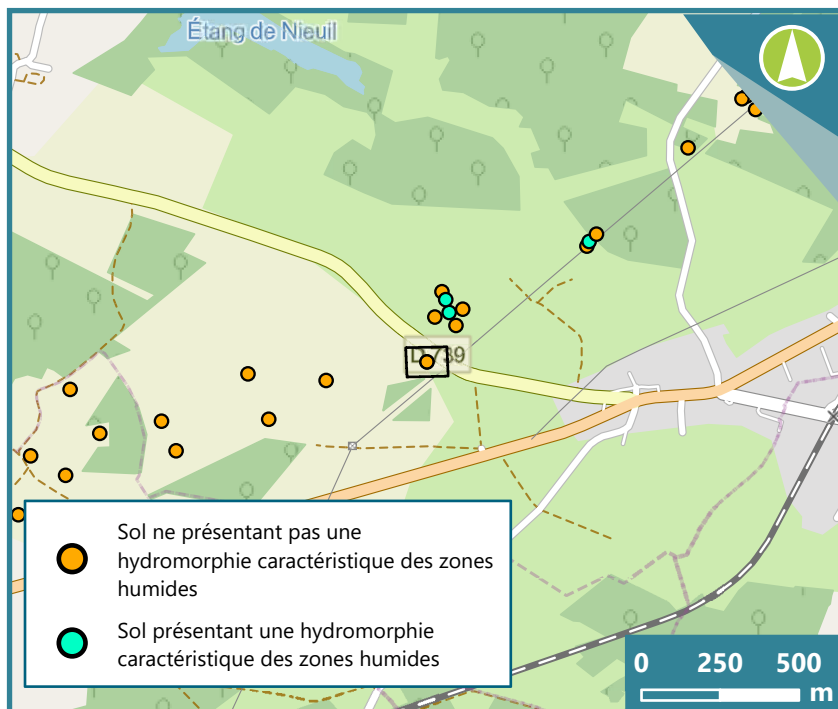 Étang de Nieuil
D 739
Sol ne présentant pas une
hydromorphie caractéristique des zones
humides
Sol présentant une hydromorphie
caractéristique des zones humides
0 250 500
m